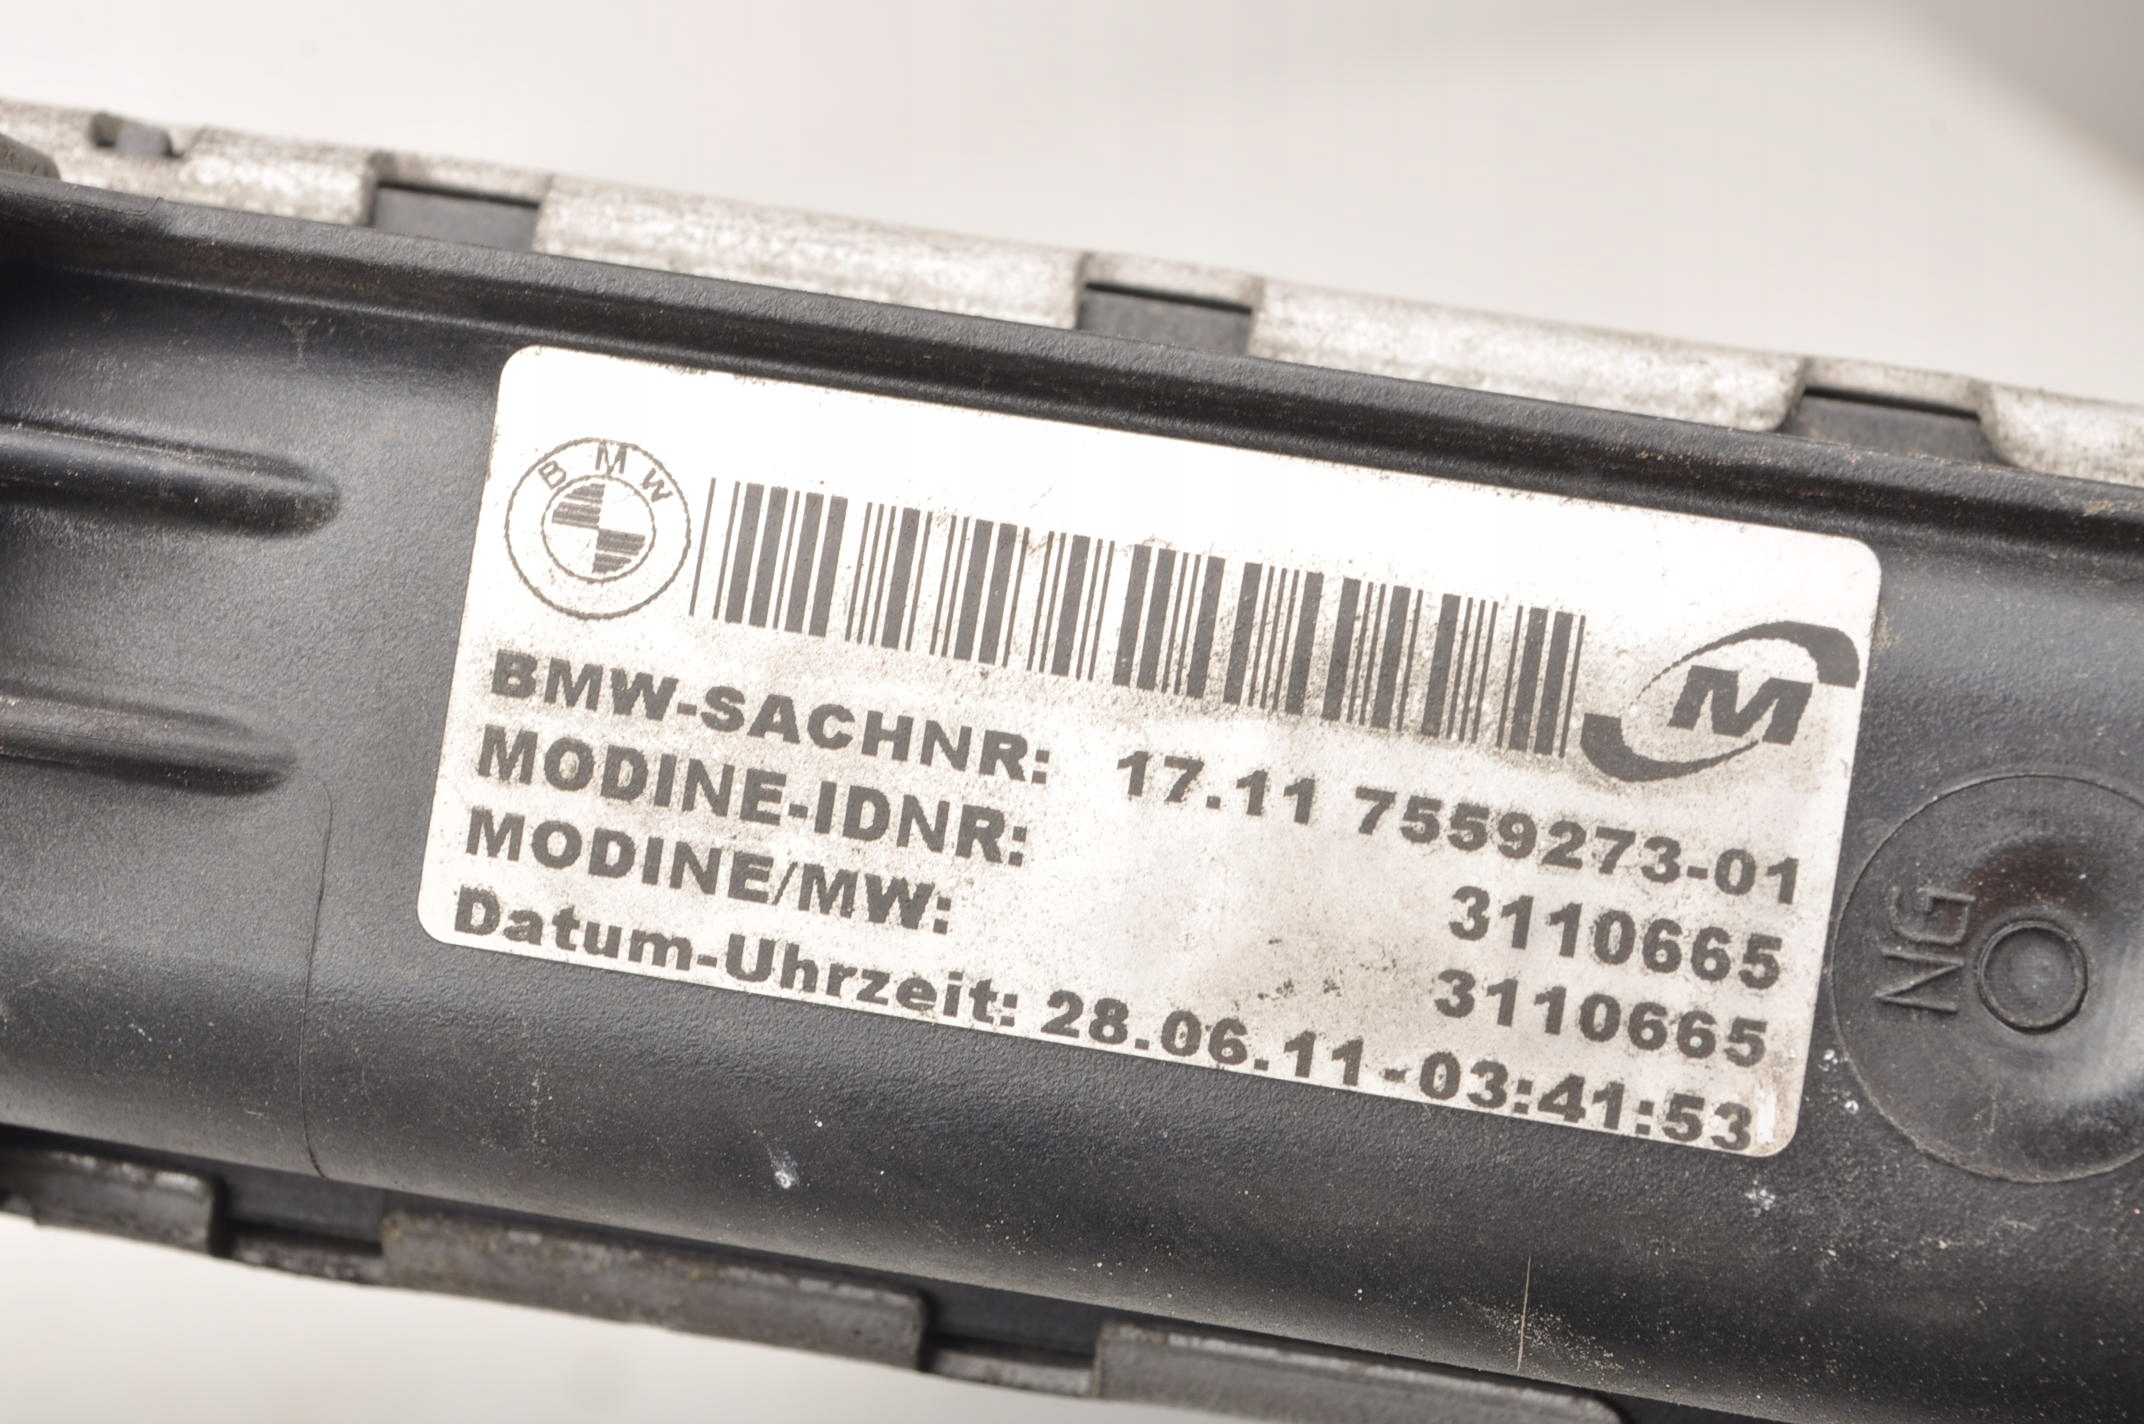 BMW
M
BMW-SACHNR: 17.11 7559273-01
MODINE-IDNR: 3110665
MODINE/MW: 3110665
Datum-Uhrzeit: 28.06.11-03:41:53